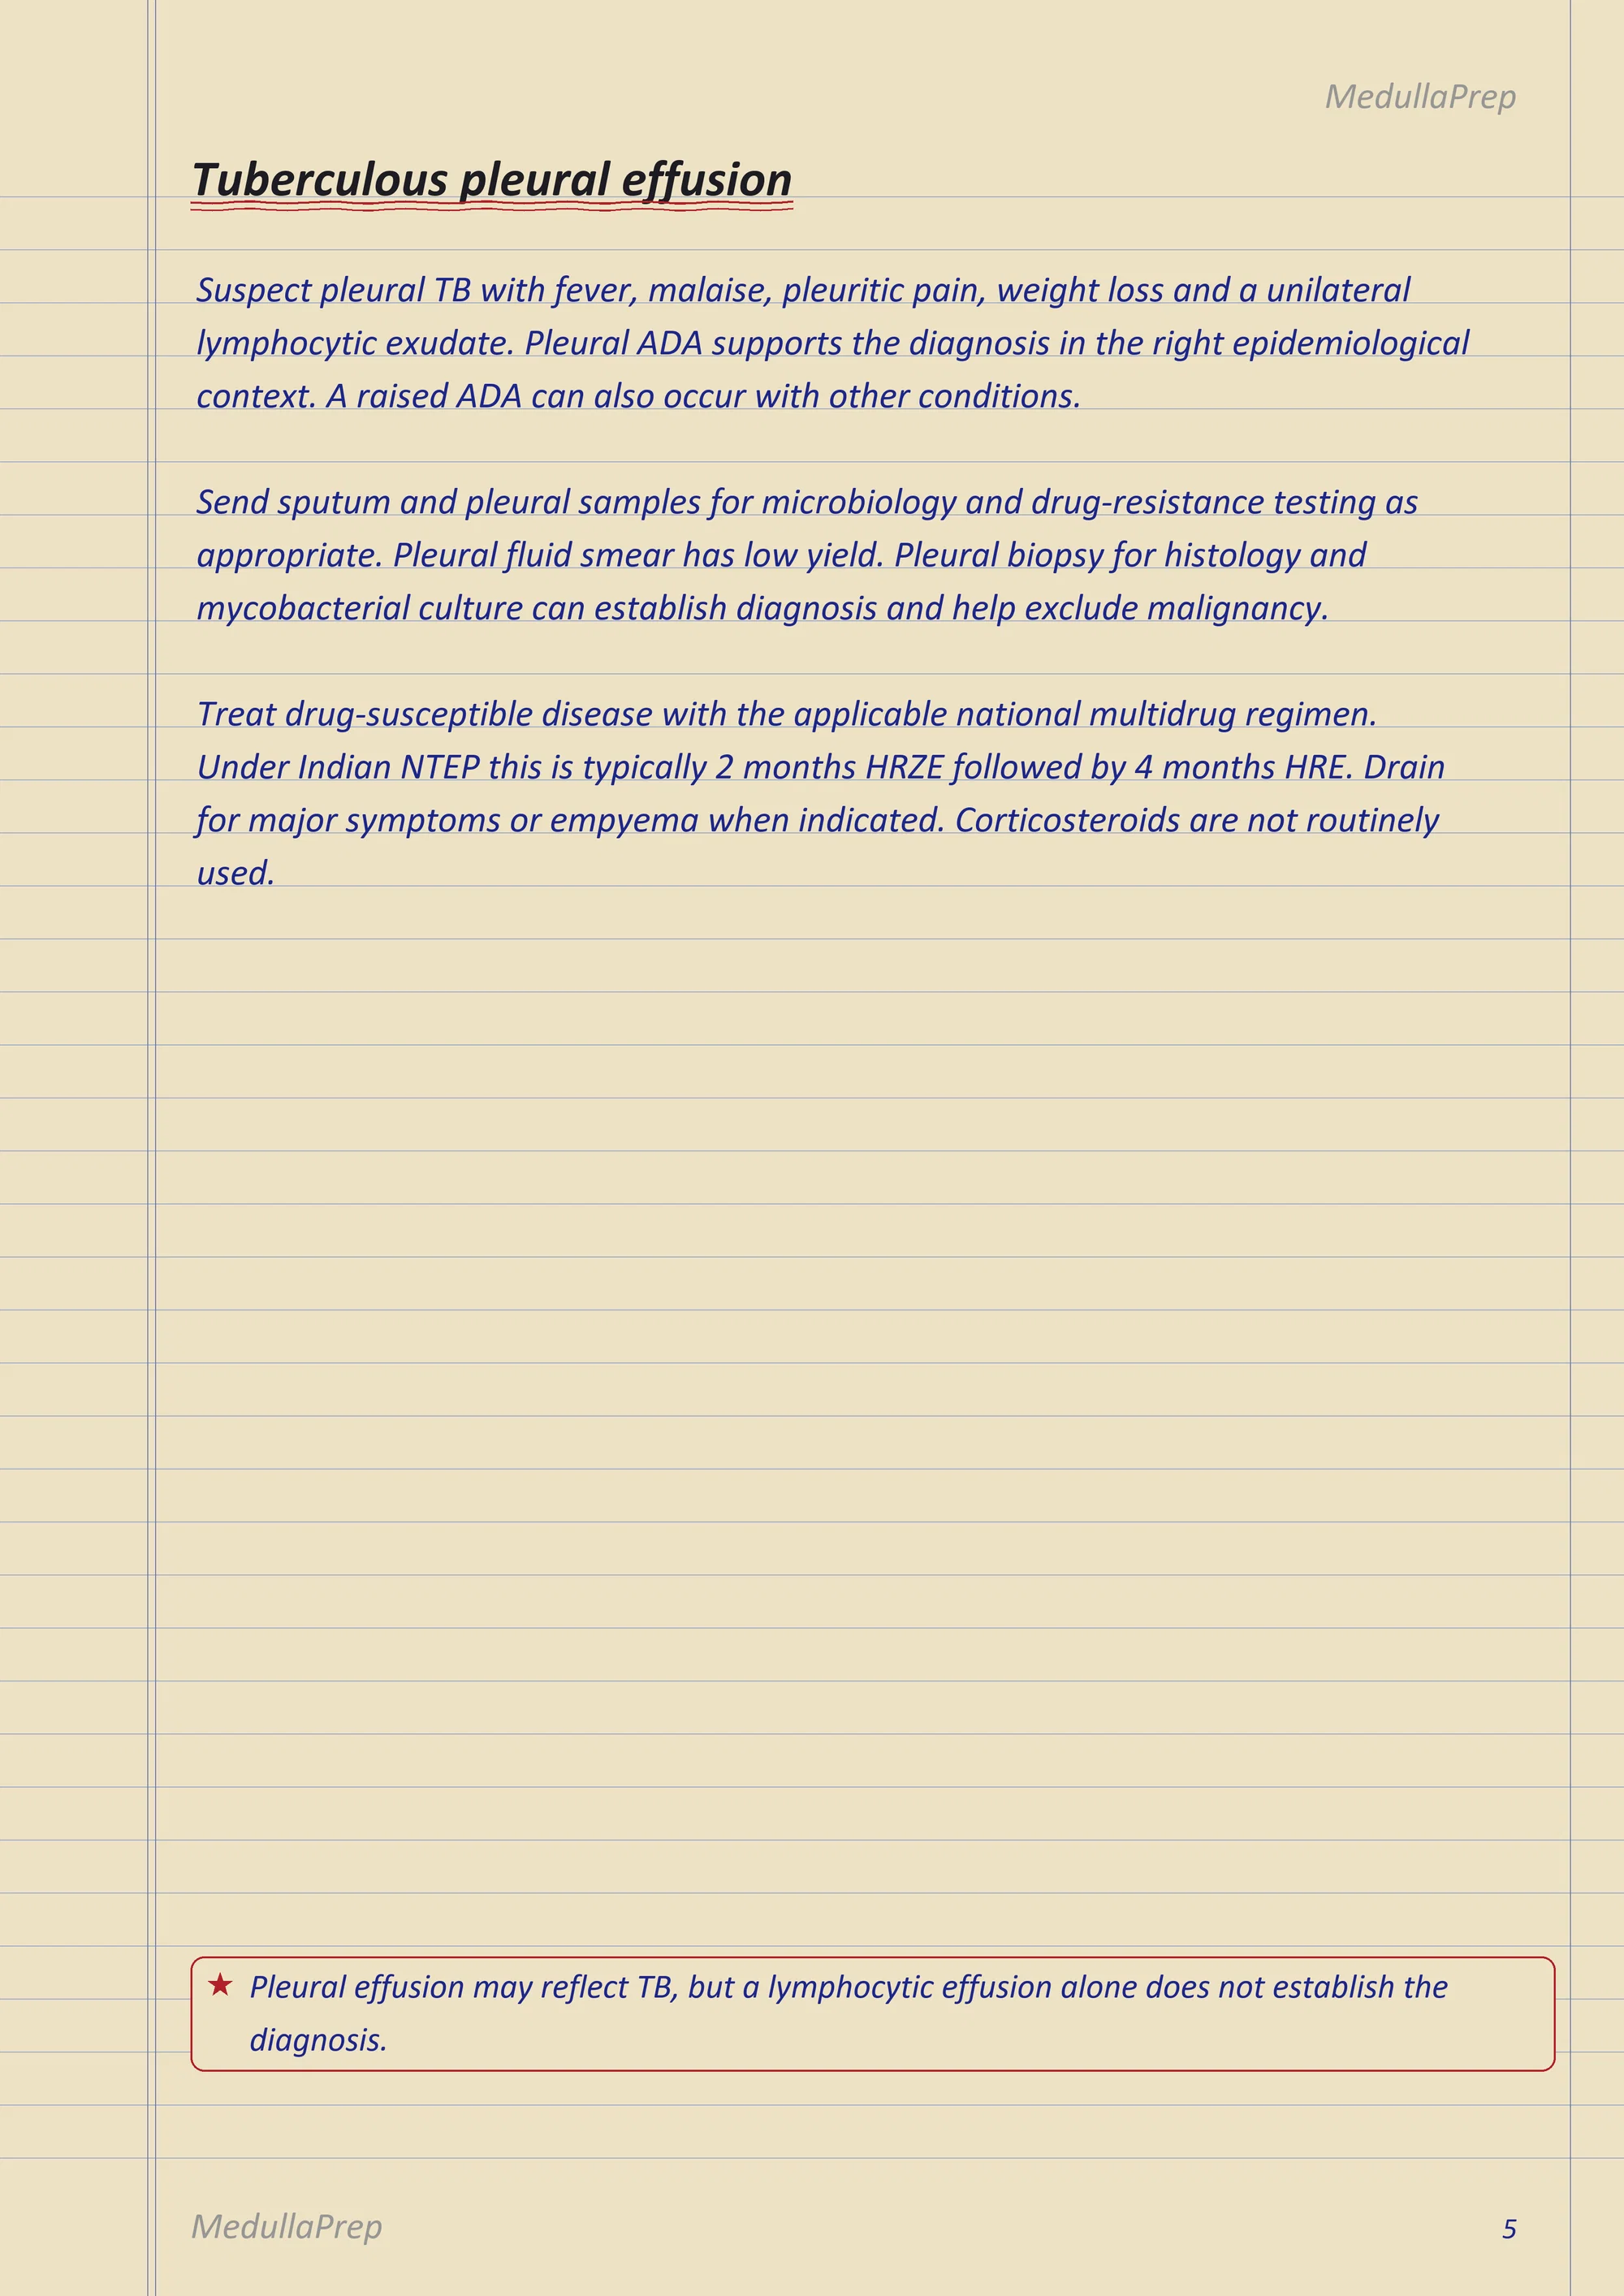 MedullaPrep
Tuberculous pleural effusion
Suspect pleural TB with fever, malaise, pleuritic pain, weight loss and a unilateral
lymphocytic exudate. Pleural ADA supports the diagnosis in the right epidemiological
context. A raised ADA can also occur with other conditions.
Send sputum and pleural samples for microbiology and drug-resistance testing as
appropriate. Pleural fluid smear has low yield. Pleural biopsy for histology and
mycobacterial culture can establish diagnosis and help exclude malignancy.
Treat drug-susceptible disease with the applicable national multidrug regimen.
Under Indian NTEP this is typically 2 months HRZE followed by 4 months HRE. Drain
for major symptoms or empyema when indicated. Corticosteroids are not routinely
used.
★ Pleural effusion may reflect TB, but a lymphocytic effusion alone does not establish the
diagnosis.
MedullaPrep
5